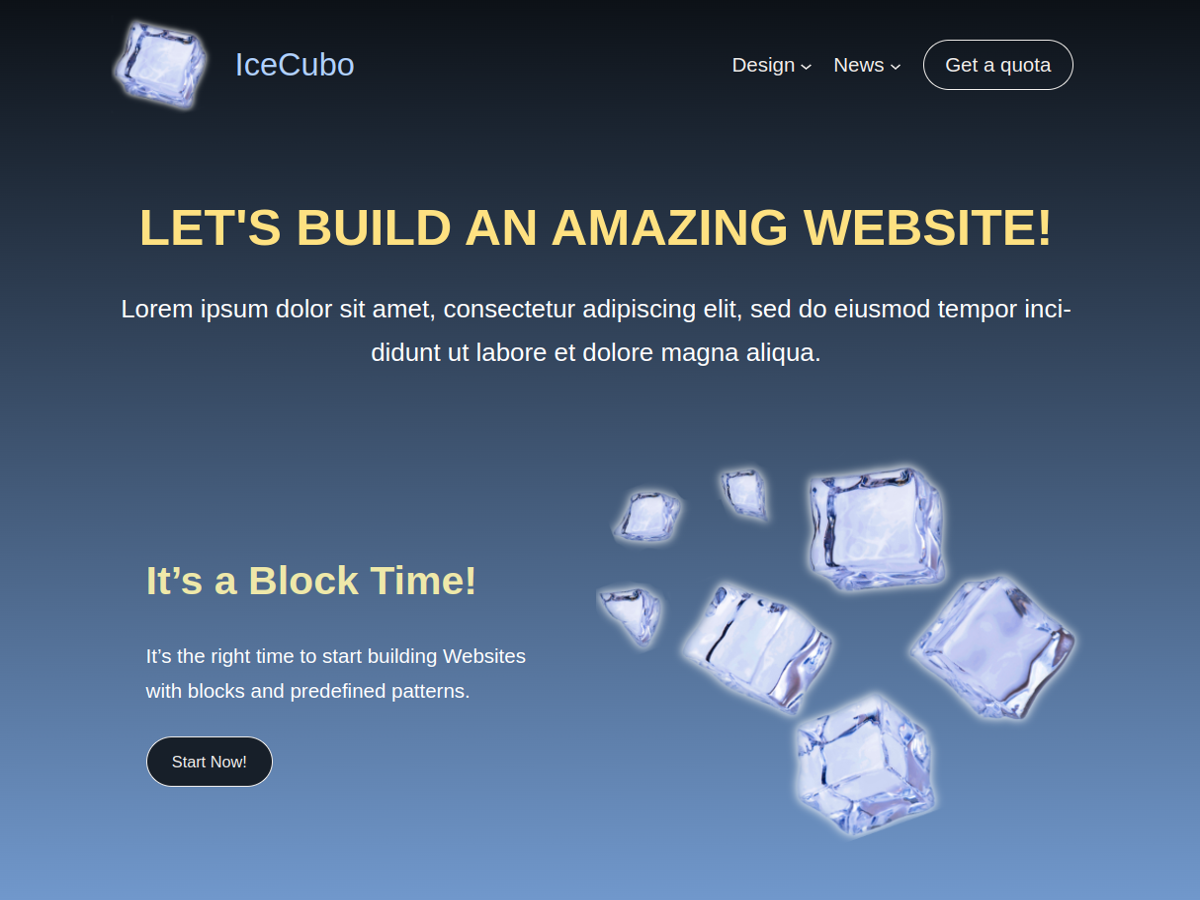 IceCubo
Design
News
Get a quota
LET'S BUILD AN AMAZING WEBSITE!
Lorem ipsum dolor sit amet, consectetur adipiscing elit, sed do eiusmod tempor inci-
didunt ut labore et dolore magna aliqua.
It’s a Block Time!
It’s the right time to start building Websites
with blocks and predefined patterns.
Start Now!